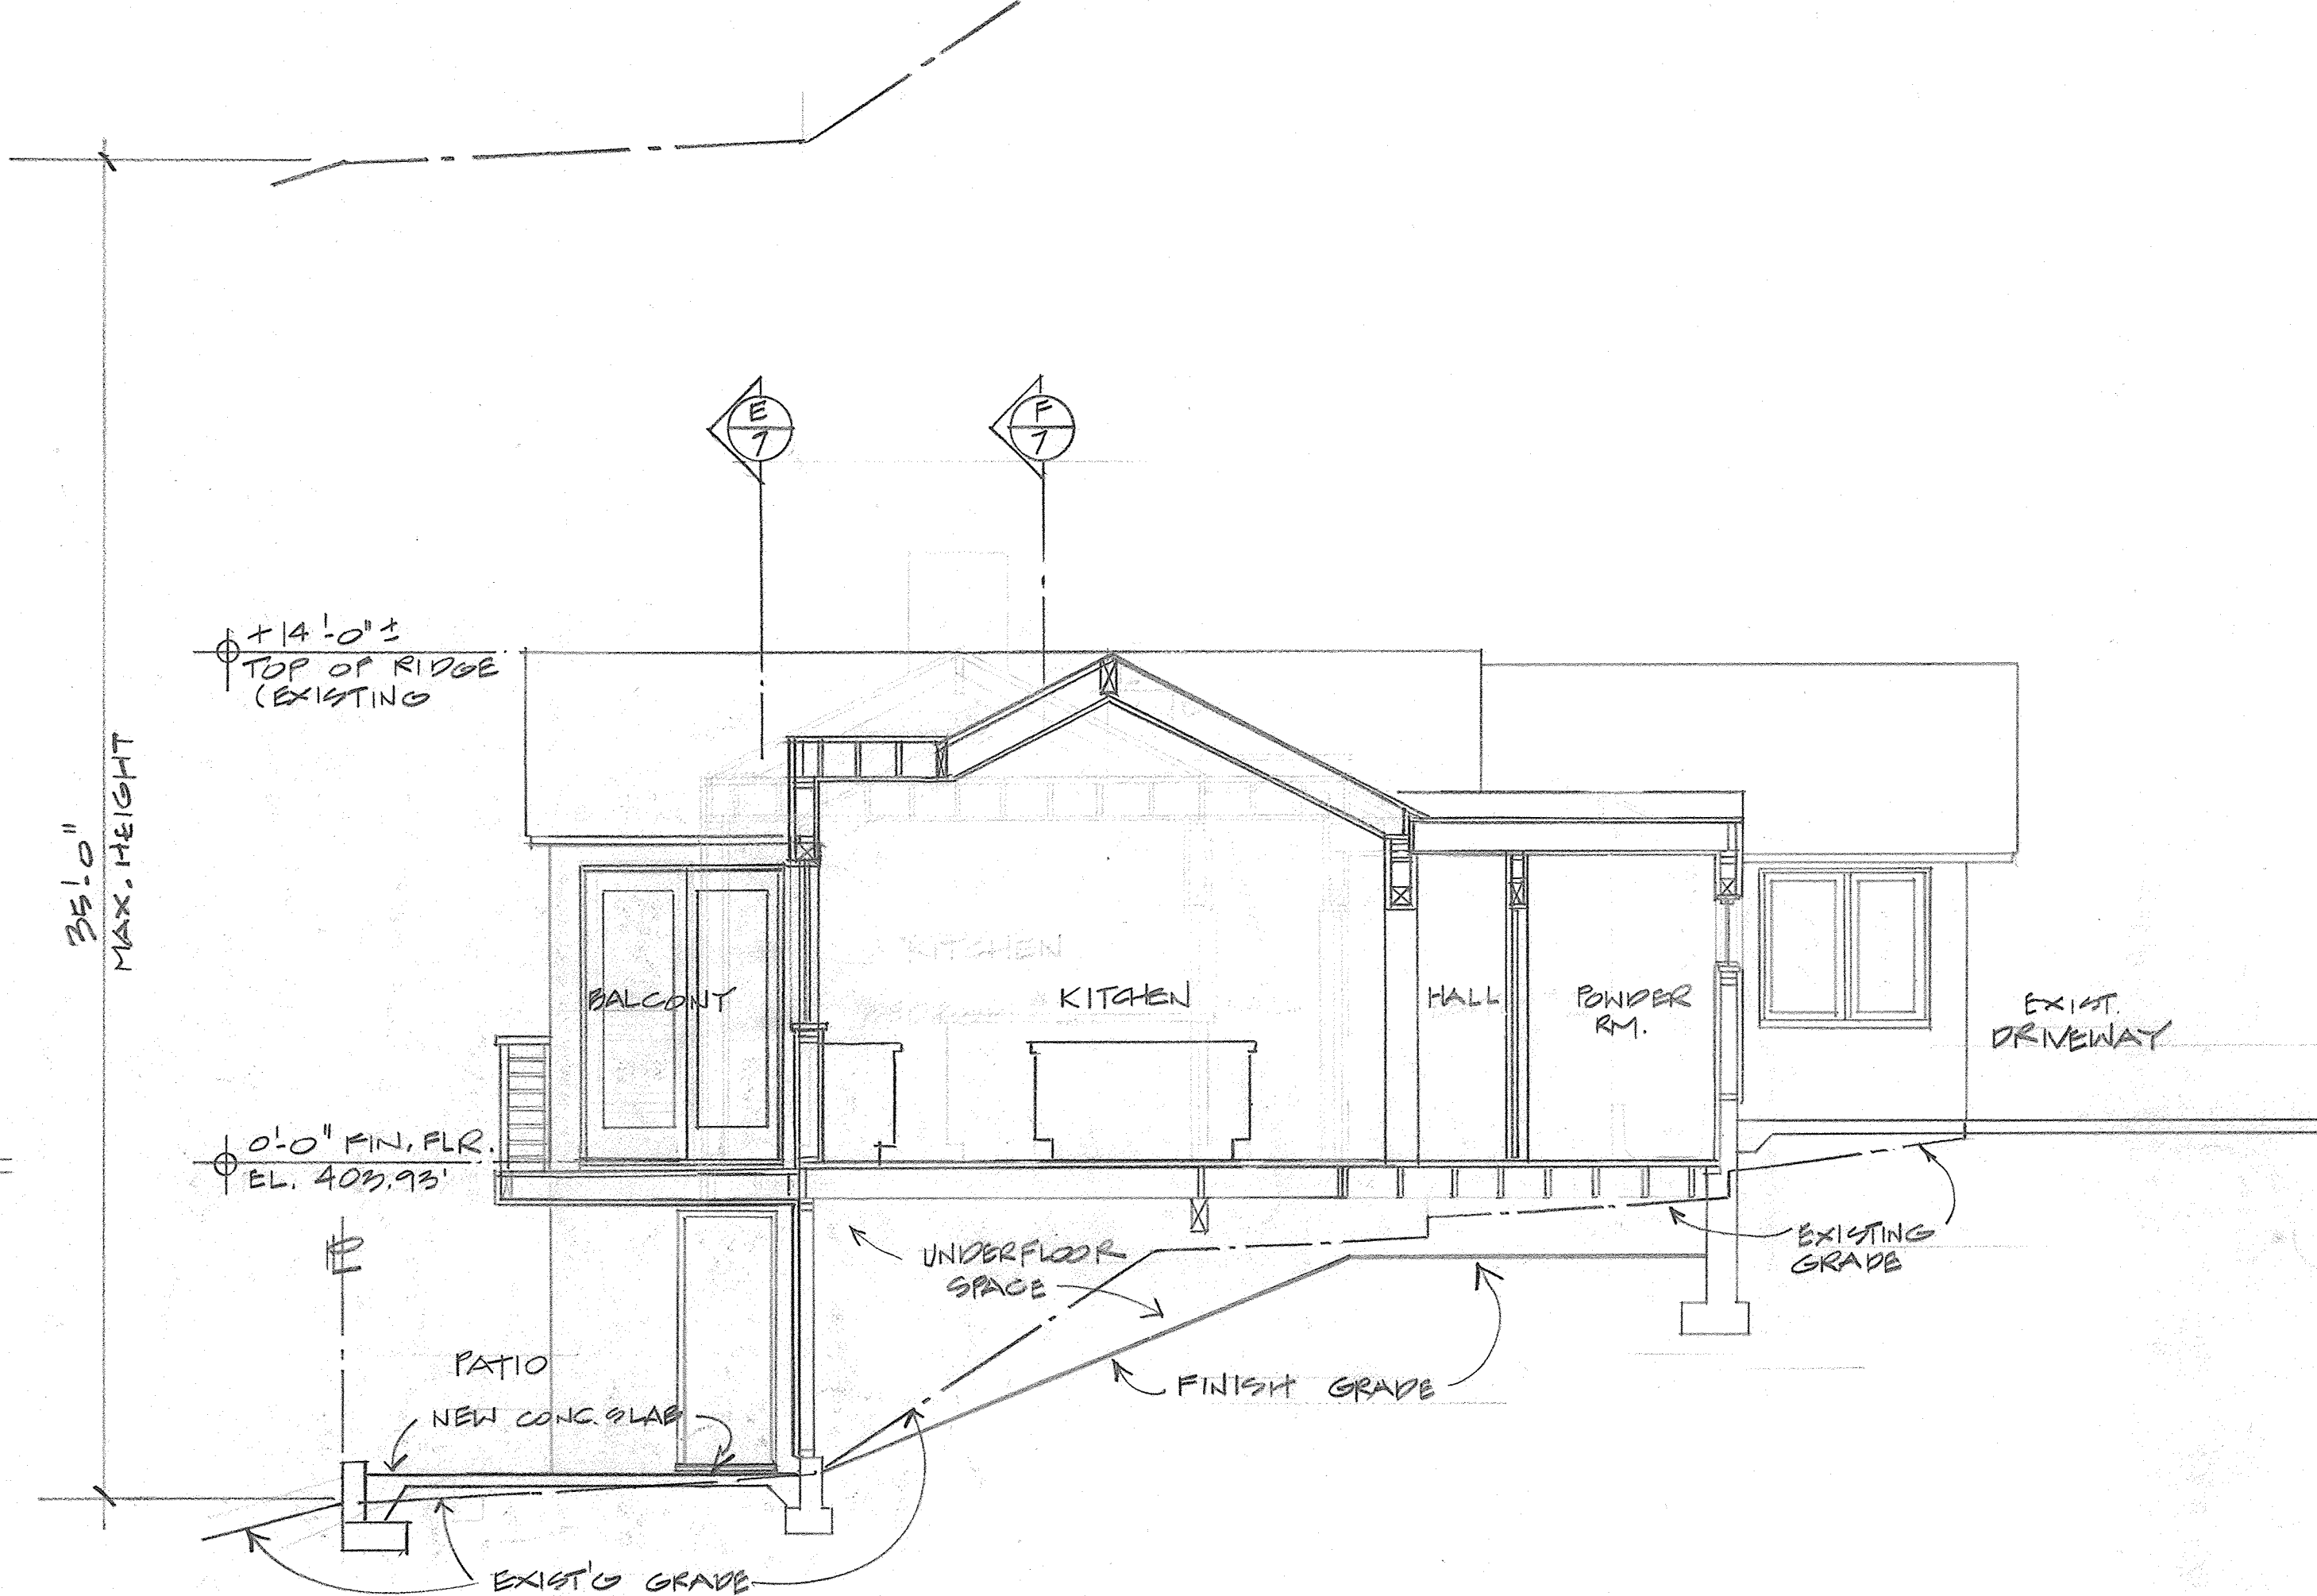 E
7
F
7
+14'-0" ±
TOP OF RIDGE
(EXISTING
35'-0"
MAX. HEIGHT
KITCHEN
BALCONY
KITCHEN
HALL
POWDER
RM.
EXIST.
DRIVEWAY
0'-0" FIN. FLR.
EL. 403.93'
PL
UNDERFLOOR
SPACE
EXISTING
GRADE
PATIO
FINISH GRADE
NEW CONC. SLAB
EXIST'G GRADE